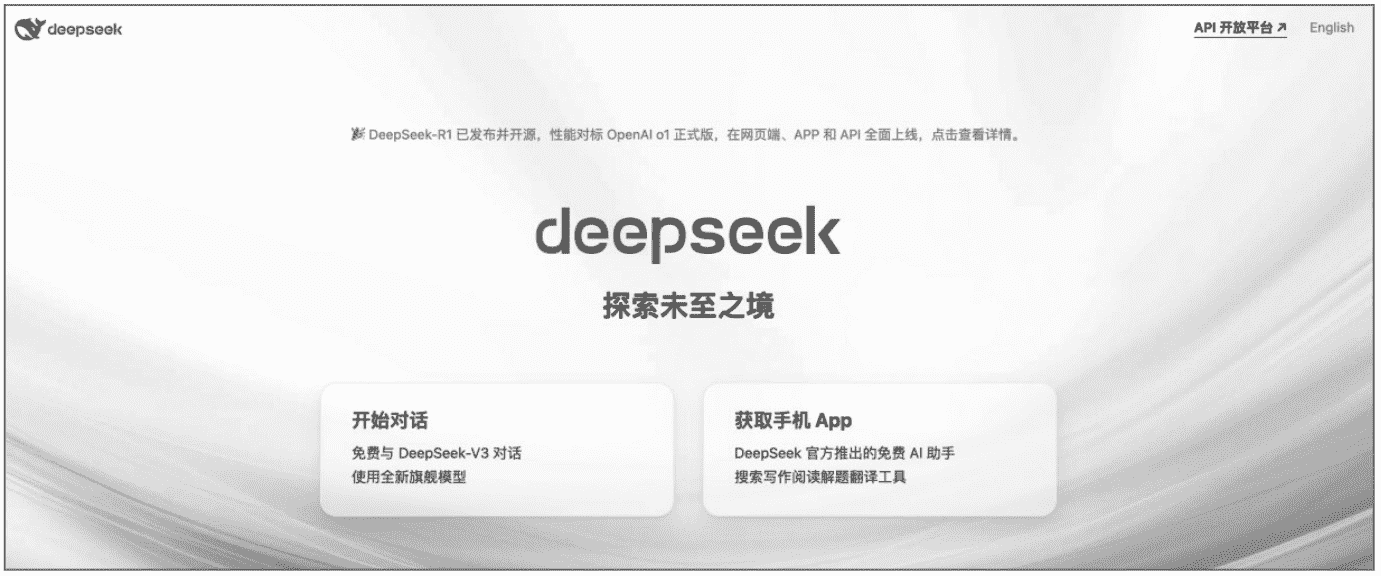 deepseek
API 开放平台
English
DeepSeek-R1 已发布并开源，性能对标 OpenAI o1 正式版，在网页端、APP 和 API 全面上线，点击查看详情。
deepseek
探索未至之境
开始对话
免费与 DeepSeek-V3 对话
使用全新旗舰模型
获取手机 App
DeepSeek 官方推出的免费 AI 助手
搜索写作阅读解题翻译工具